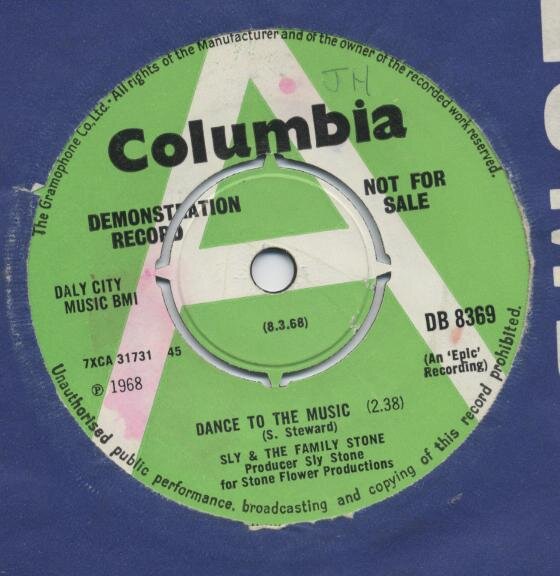 The Gramophone Co. Ltd. - All rights of the Manufacturer and of the owner of the recorded work reserved.
JH
Columbia
DEMONSTRATION
RECORD
NOT FOR
SALE
DALY CITY
MUSIC BMI
(8.3.68)
DB 8369
7XCA 31731 45
℗ 1968
(An 'Epic'
Recording)
DANCE TO THE MUSIC (2.38)
(S. Steward)
SLY & THE FAMILY STONE
Producer Sly Stone
for Stone Flower Productions
Unauthorised public performance, broadcasting and copying of this record prohibited.